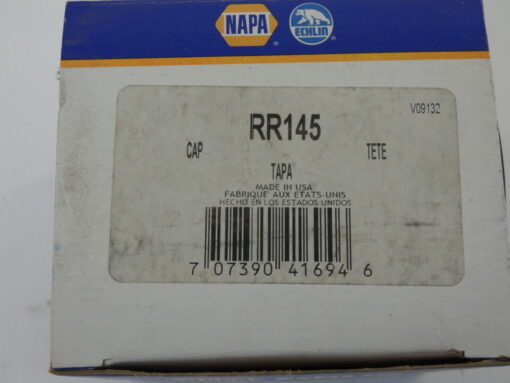 NAPA ECHLIN
V09132
RR145
CAP TETE
TAPA
MADE IN USA
FABRIQUE AUX ETATS-UNIS
HECHO EN LOS ESTADOS UNIDOS
7 07390 41694 6